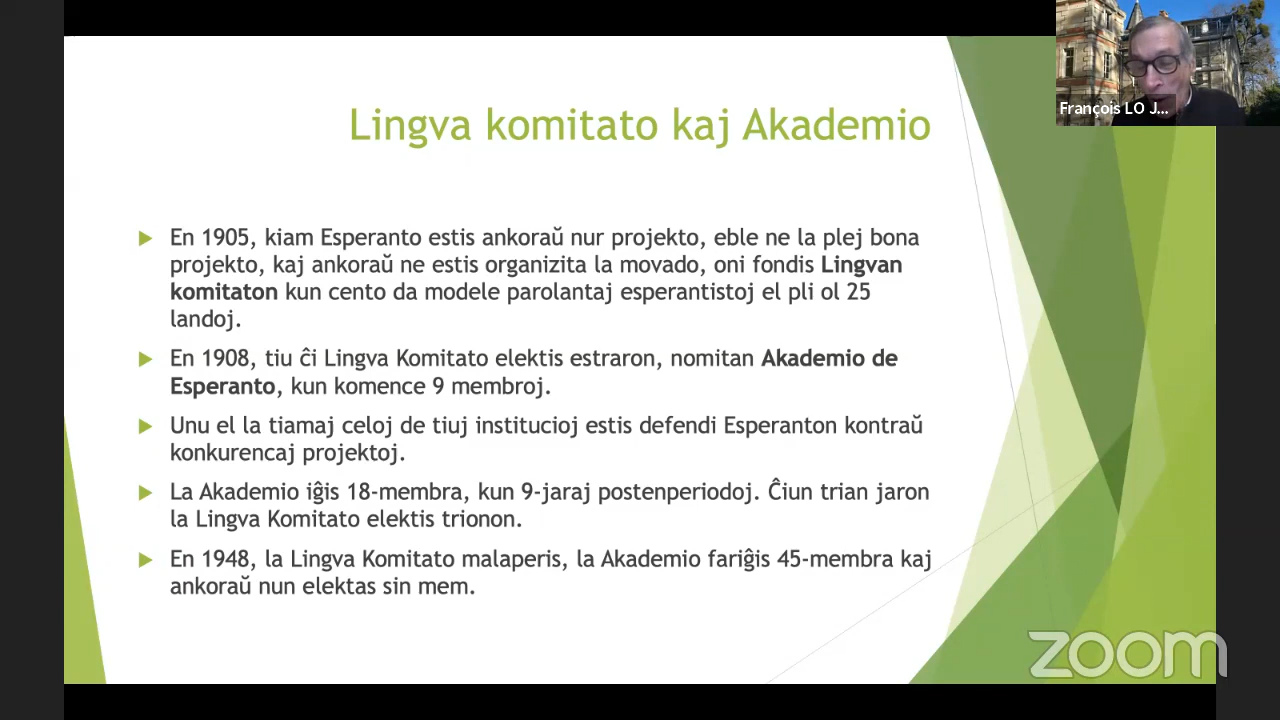 François LO J...
Lingva komitato kaj Akademio
En 1905, kiam Esperanto estis ankoraŭ nur projekto, eble ne la plej bona
projekto, kaj ankoraŭ ne estis organizita la movado, oni fondis Lingvan
komitaton kun cento da modele parolantaj esperantistoj el pli ol 25
landoj.
En 1908, tiu ĉi Lingva Komitato elektis estraron, nomitan Akademio de
Esperanto, kun komence 9 membroj.
Unu el la tiamaj celoj de tiuj institucioj estis defendi Esperanton kontraŭ
konkurencaj projektoj.
La Akademio iĝis 18-membra, kun 9-jaraj postenperiodoj. Ĉiun trian jaron
la Lingva Komitato elektis trionon.
En 1948, la Lingva Komitato malaperis, la Akademio fariĝis 45-membra kaj
ankoraŭ nun elektas sin mem.
zoom